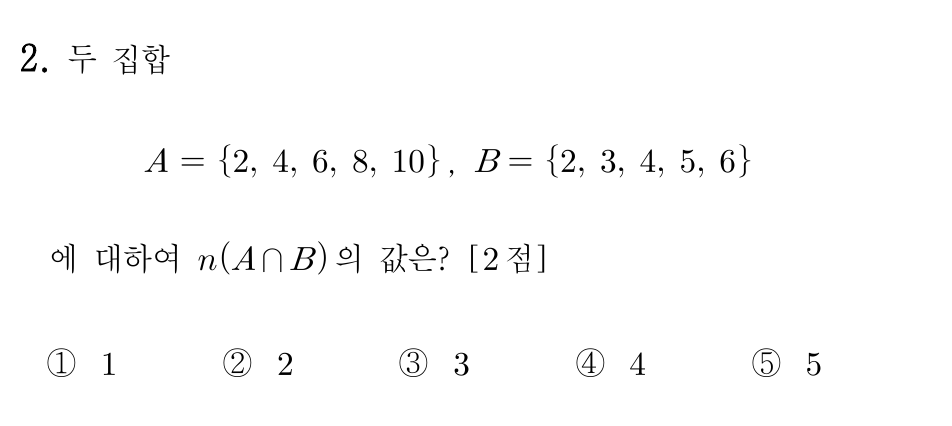 2. 두 집합
A = {2, 4, 6, 8, 10}, B = {2, 3, 4, 5, 6}
에 대하여 n(A∩B)의 값은? [2점]
① 1 ② 2 ③ 3 ④ 4 ⑤ 5